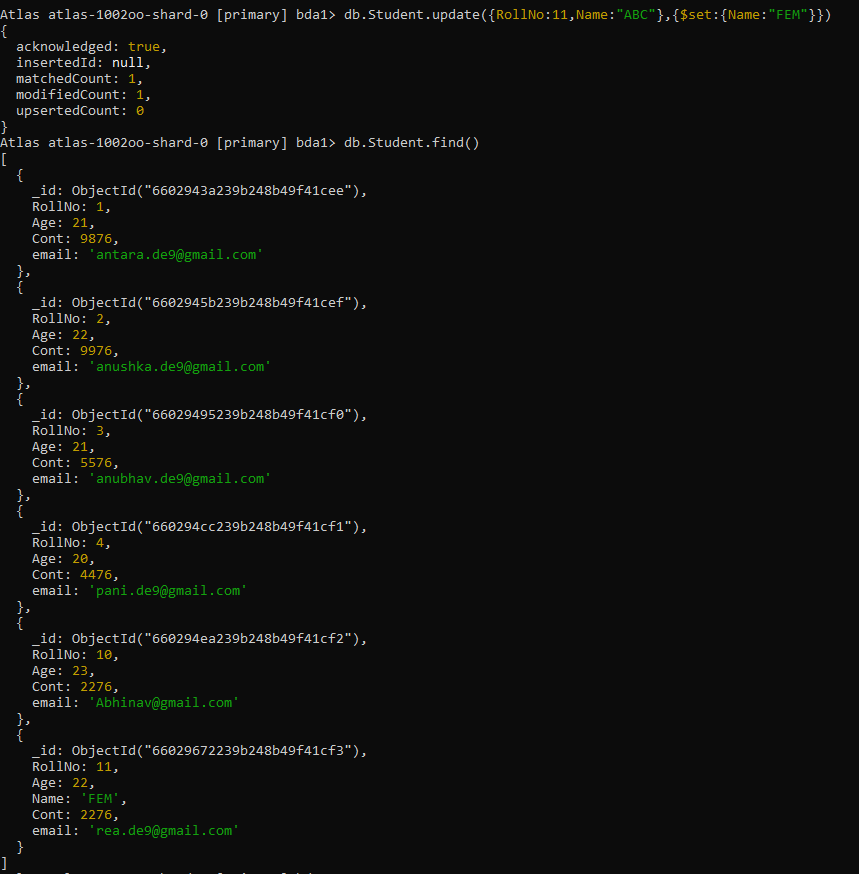 Atlas atlas-1002oo-shard-0 [primary] bda1> db.Student.update({RollNo:11,Name:"ABC"},{$set:{Name:"FEM"}})
{
  acknowledged: true,
  insertedId: null,
  matchedCount: 1,
  modifiedCount: 1,
  upsertedCount: 0
}
Atlas atlas-1002oo-shard-0 [primary] bda1> db.Student.find()
[
  {
    _id: ObjectId("6602943a239b248b49f41cee"),
    RollNo: 1,
    Age: 21,
    Cont: 9876,
    email: 'antara.de9@gmail.com'
  },
  {
    _id: ObjectId("6602945b239b248b49f41cef"),
    RollNo: 2,
    Age: 22,
    Cont: 9976,
    email: 'anushka.de9@gmail.com'
  },
  {
    _id: ObjectId("66029495239b248b49f41cf0"),
    RollNo: 3,
    Age: 21,
    Cont: 5576,
    email: 'anubhav.de9@gmail.com'
  },
  {
    _id: ObjectId("660294cc239b248b49f41cf1"),
    RollNo: 4,
    Age: 20,
    Cont: 4476,
    email: 'pani.de9@gmail.com'
  },
  {
    _id: ObjectId("660294ea239b248b49f41cf2"),
    RollNo: 10,
    Age: 23,
    Cont: 2276,
    email: 'Abhinav@gmail.com'
  },
  {
    _id: ObjectId("66029672239b248b49f41cf3"),
    RollNo: 11,
    Age: 22,
    Name: 'FEM',
    Cont: 2276,
    email: 'rea.de9@gmail.com'
  }
]